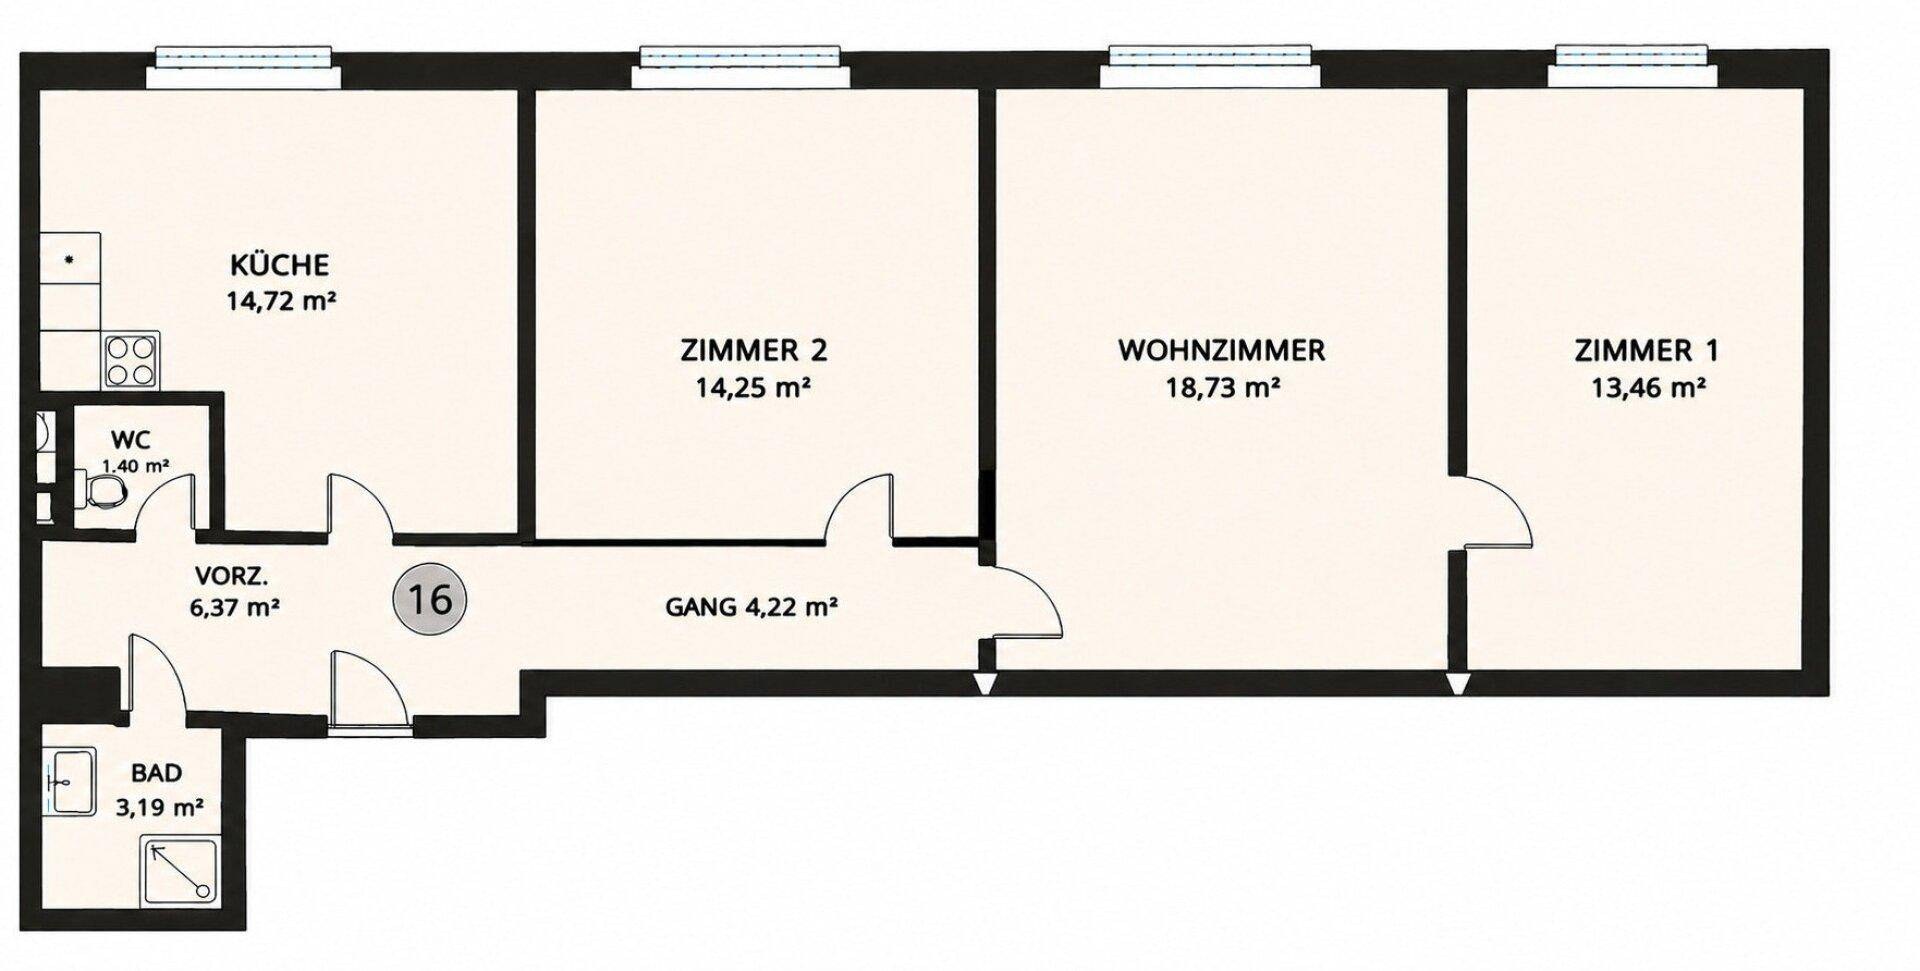 KÜCHE
14,72 m²
ZIMMER 2
14,25 m²
WOHNZIMMER
18,73 m²
ZIMMER 1
13,46 m²
WC
1.40 m²
VORZ.
6,37 m²
16
GANG 4,22 m²
BAD
3,19 m²